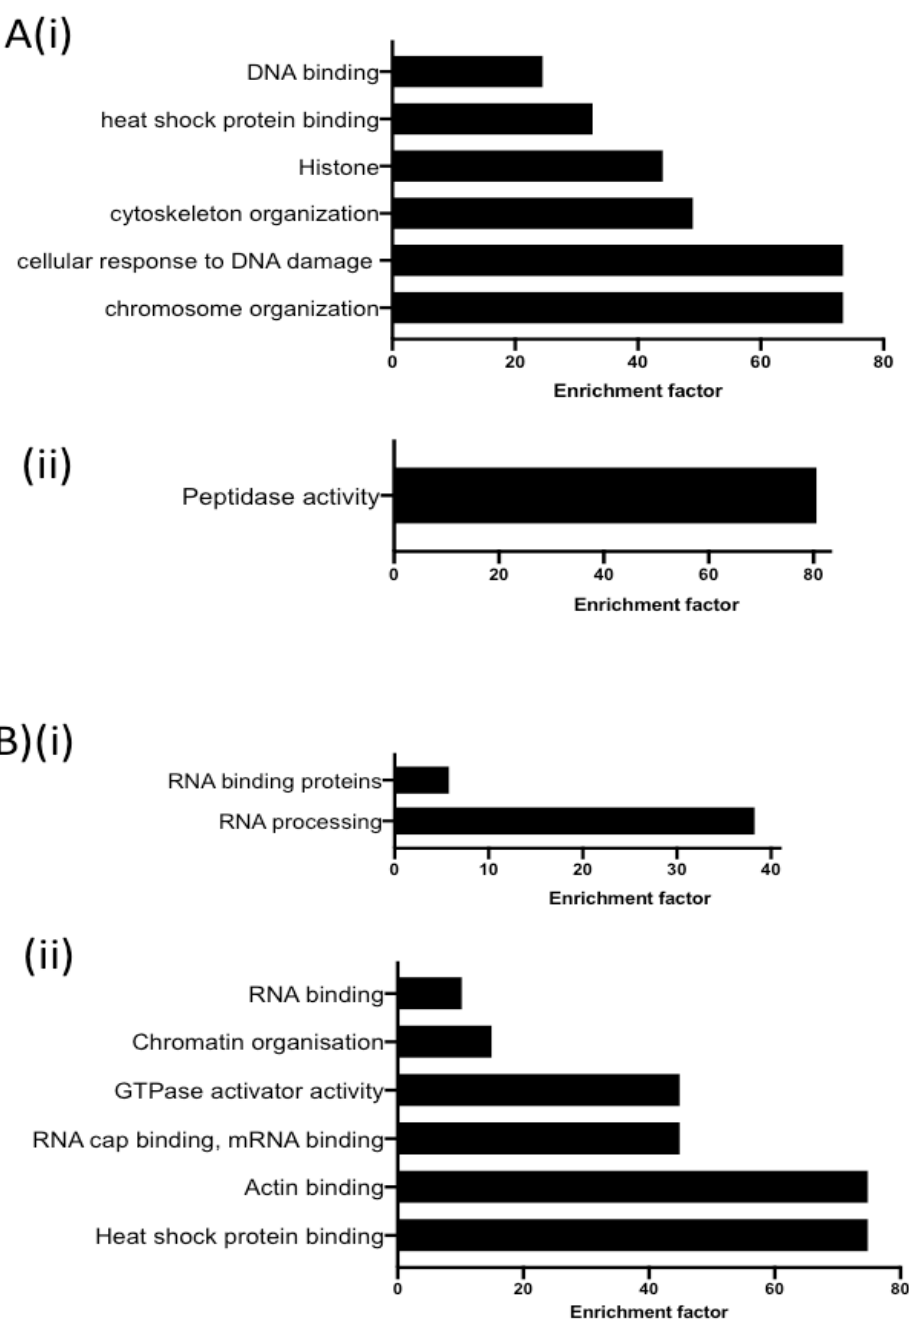 A(i)
DNA binding
heat shock protein binding
Histone
cytoskeleton organization
cellular response to DNA damage
chromosome organization
0 20 40 60 80
Enrichment factor
(ii)
Peptidase activity
0 20 40 60 80
Enrichment factor
B)(i)
RNA binding proteins
RNA processing
0 10 20 30 40
Enrichment factor
(ii)
RNA binding
Chromatin organisation
GTPase activator activity
RNA cap binding, mRNA binding
Actin binding
Heat shock protein binding
0 20 40 60 80
Enrichment factor